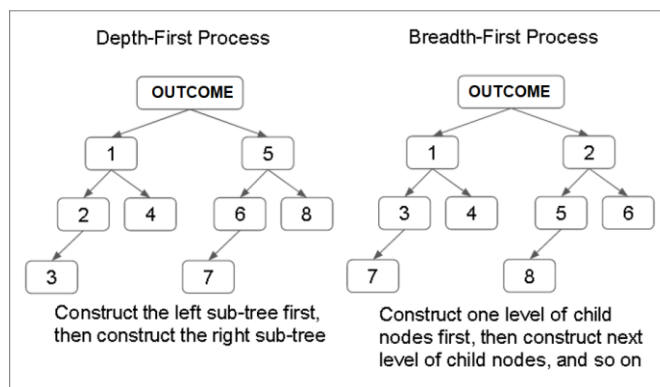 Depth-First Process
Breadth-First Process
OUTCOME
OUTCOME
1
5
1
2
2
4
6
8
3
4
5
6
3
7
7
8
Construct the left sub-tree first,
then construct the right sub-tree
Construct one level of child
nodes first, then construct next
level of child nodes, and so on